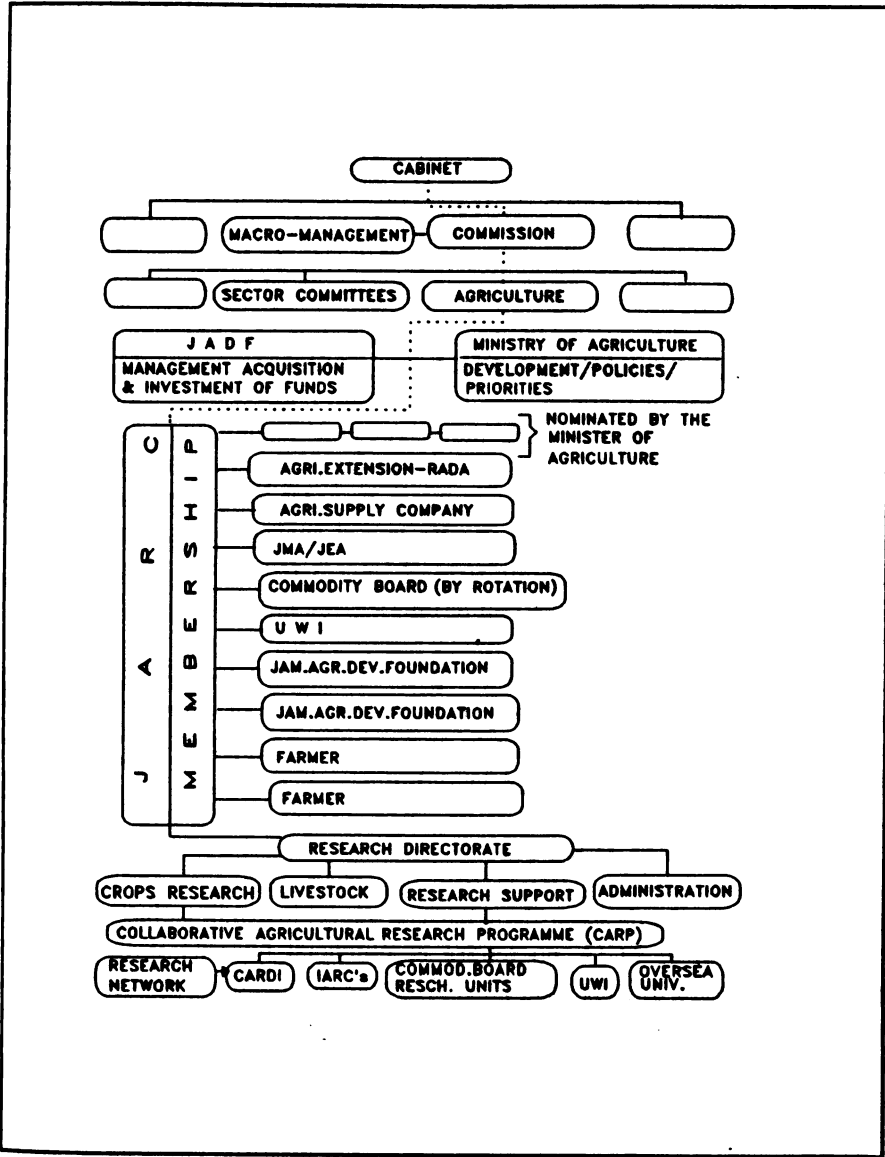 CABINET
MACRO-MANAGEMENT
COMMISSION
SECTOR COMMITTEES
AGRICULTURE
J A D F
MANAGEMENT ACQUISITION
& INVESTMENT OF FUNDS
MINISTRY OF AGRICULTURE
DEVELOPMENT/POLICIES/
PRIORITIES
NOMINATED BY THE
MINISTER OF
AGRICULTURE
J A R C
MEMBERSHIP
AGRI.EXTENSION-RADA
AGRI.SUPPLY COMPANY
JMA/JEA
COMMODITY BOARD (BY ROTATION)
U W I
JAM.AGR.DEV.FOUNDATION
JAM.AGR.DEV.FOUNDATION
FARMER
FARMER
RESEARCH DIRECTORATE
CROPS RESEARCH
LIVESTOCK
RESEARCH SUPPORT
ADMINISTRATION
COLLABORATIVE AGRICULTURAL RESEARCH PROGRAMME (CARP)
RESEARCH
NETWORK
CARDI
IARC's
COMMOD.BOARD
RESCH. UNITS
UWI
OVERSEA
UNIV.